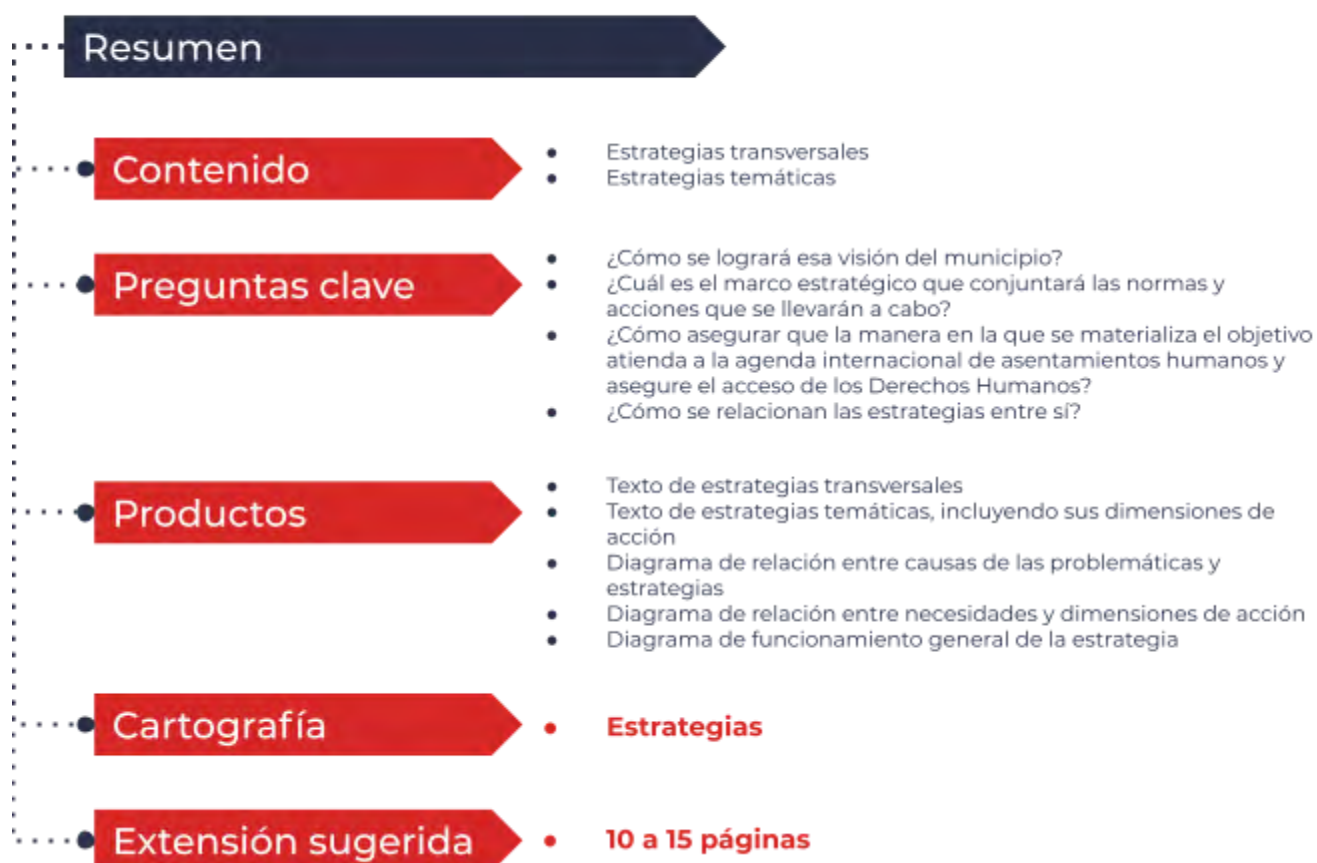 Resumen
Contenido
• Estrategias transversales
• Estrategias temáticas
Preguntas clave
• ¿Cómo se logrará esa visión del municipio?
• ¿Cuál es el marco estratégico que conjuntará las normas y
acciones que se llevarán a cabo?
• ¿Cómo asegurar que la manera en la que se materializa el objetivo
atienda a la agenda internacional de asentamientos humanos y
asegure el acceso de los Derechos Humanos?
• ¿Cómo se relacionan las estrategias entre sí?
Productos
• Texto de estrategias transversales
• Texto de estrategias temáticas, incluyendo sus dimensiones de
acción
• Diagrama de relación entre causas de las problemáticas y
estrategias
• Diagrama de relación entre necesidades y dimensiones de acción
• Diagrama de funcionamiento general de la estrategia
Cartografía
• Estrategias
Extensión sugerida
• 10 a 15 páginas